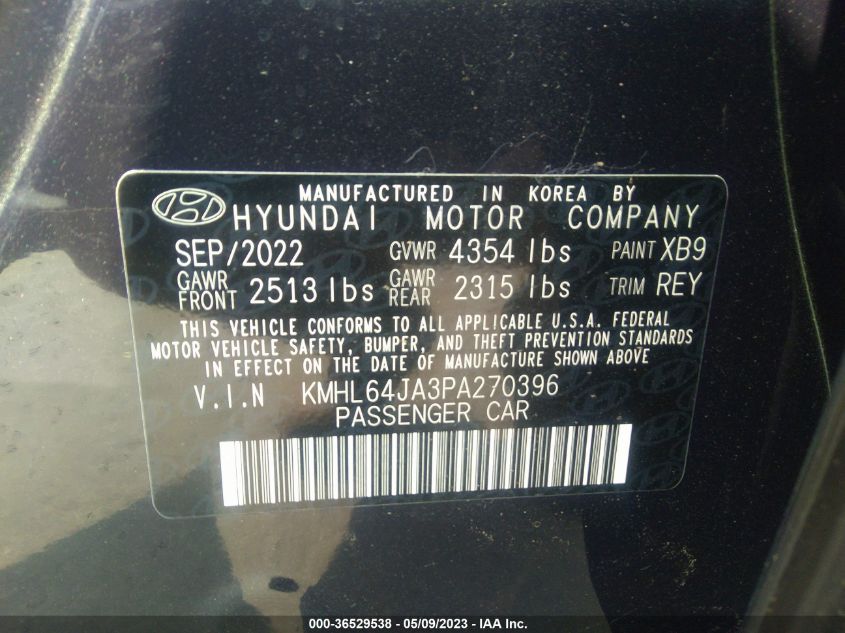 MANUFACTURED IN KOREA BY
HYUNDAI MOTOR COMPANY
SEP/2022 GVWR 4354 lbs PAINT XB9
GAWR FRONT 2513 lbs GAWR REAR 2315 lbs TRIM REY
THIS VEHICLE CONFORMS TO ALL APPLICABLE U.S.A. FEDERAL
MOTOR VEHICLE SAFETY, BUMPER, AND THEFT PREVENTION STANDARDS
IN EFFECT ON THE DATE OF MANUFACTURE SHOWN ABOVE
V.I.N KMHL64JA3PA270396
PASSENGER CAR
000-36529538 - 05/09/2023 - IAA Inc.